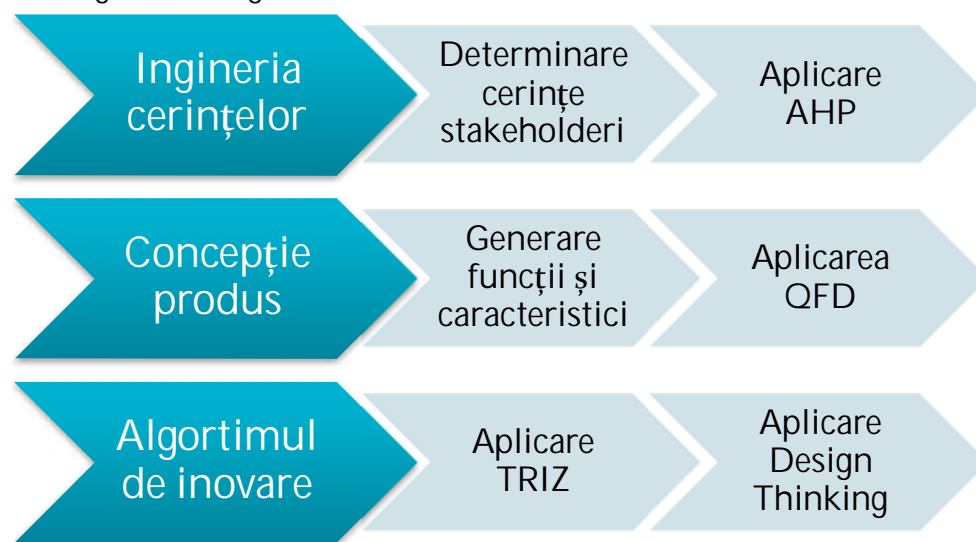 Ingineria
cerințelor
Determinare
cerințe
stakeholderi
Aplicare
AHP
Concepție
produs
Generare
funcții și
caracteristici
Aplicarea
QFD
Algortimul
de inovare
Aplicare
TRIZ
Aplicare
Design
Thinking